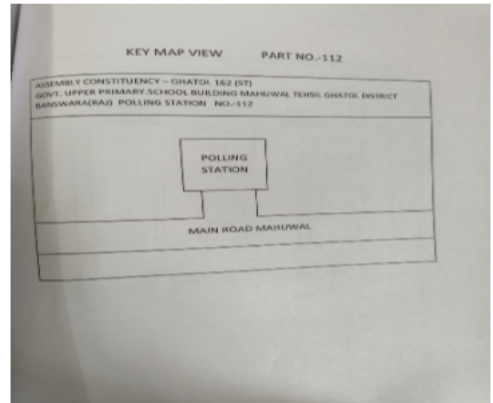 KEY MAP VIEW PART NO.-112
ASSEMBLY CONSTITUENCY – GHATOL 162 (ST)
GOVT. UPPER PRIMARY.SCHOOL BUILDING MAHUWAL TEHSIL GHATOL DISTRICT
BANSWARA(RAJ) POLLING STATION NO.-112
POLLING
STATION
MAIN ROAD MAHUWAL